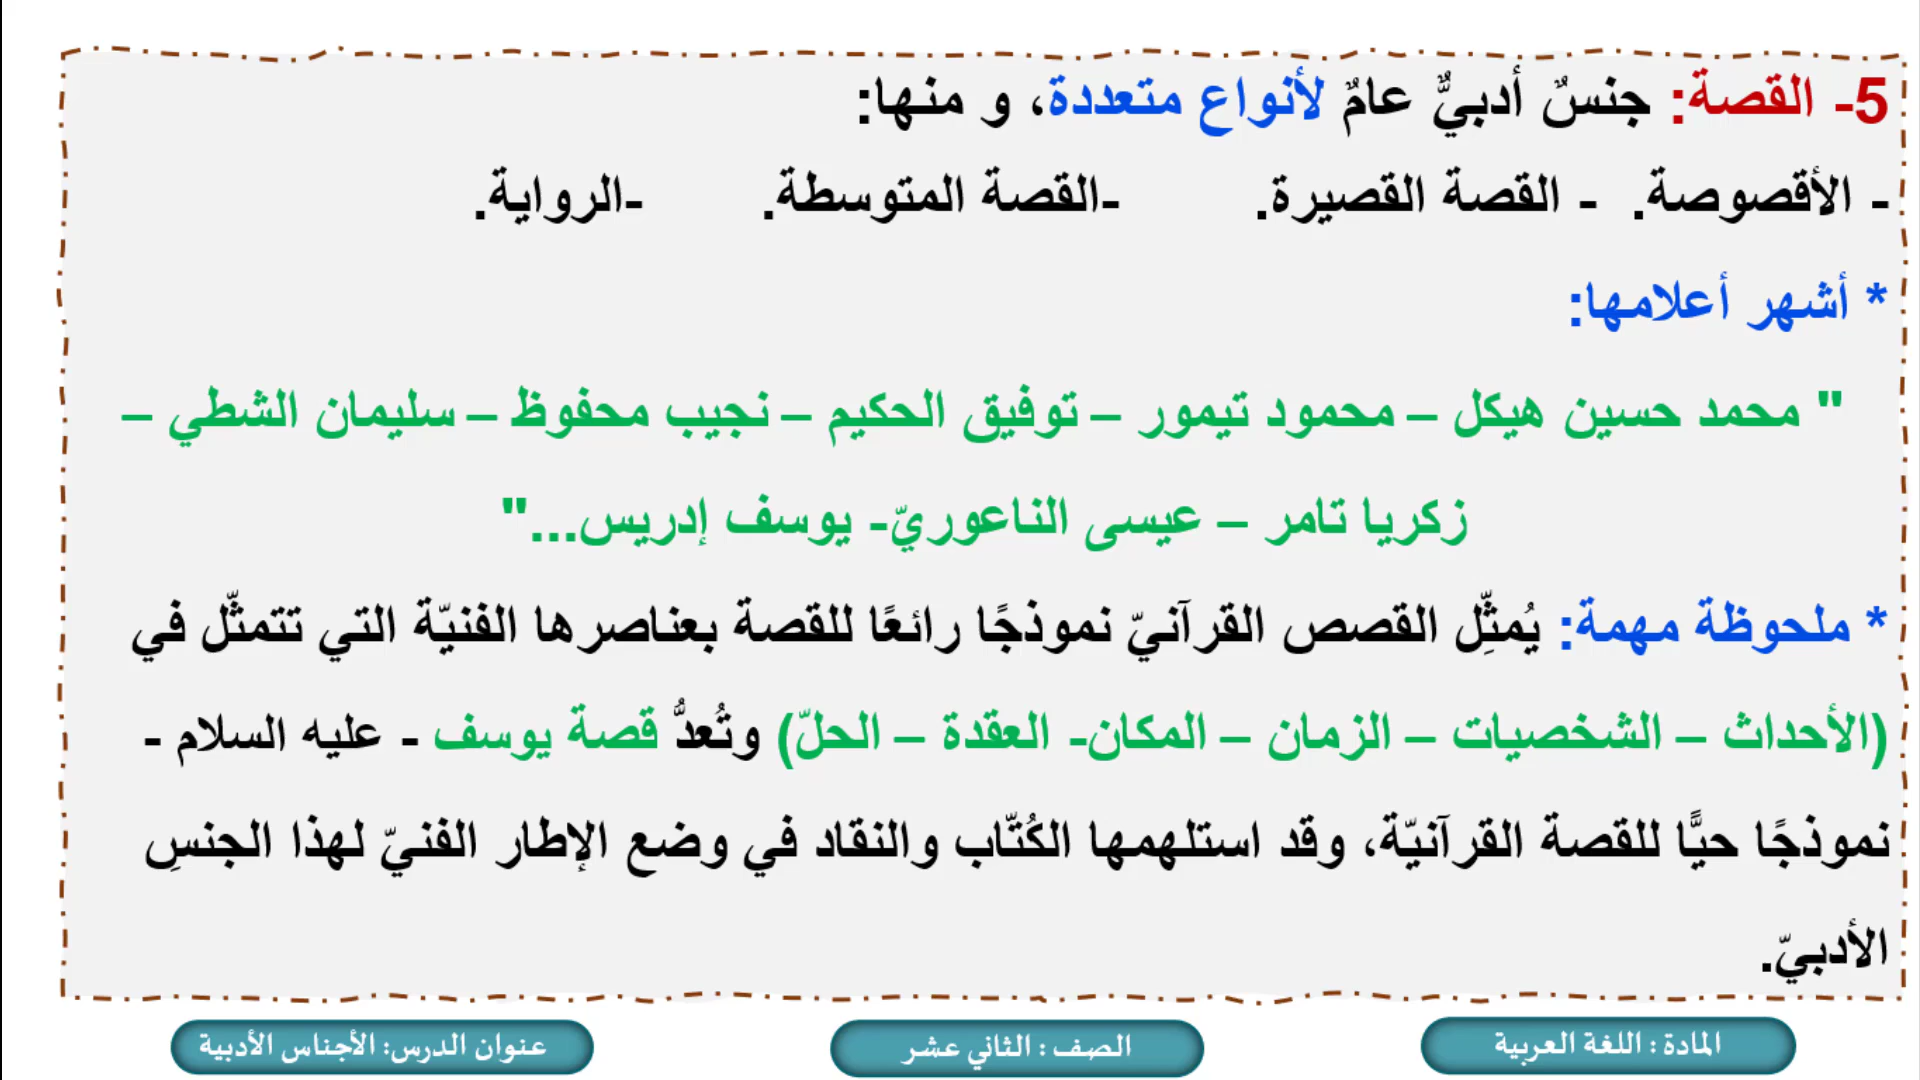 5- القصة: جنسٌ أدبيٌّ عامٌ لأنواع متعددة، و منها:
- الأقصوصة. - القصة القصيرة. -القصة المتوسطة. -الرواية.
* أشهر أعلامها:
" محمد حسين هيكل – محمود تيمور – توفيق الحكيم – نجيب محفوظ – سليمان الشطي –
زكريا تامر – عيسى الناعوريّ- يوسف إدريس..."
* ملحوظة مهمة: يُمثِّل القصص القرآنيّ نموذجًا رائعًا للقصة بعناصرها الفنيّة التي تتمثّل في
(الأحداث – الشخصيات – الزمان – المكان- العقدة – الحلّ) وتُعدُّ قصة يوسف - عليه السلام -
نموذجًا حيًّا للقصة القرآنيّة، وقد استلهمها الكُتّاب والنقاد في وضع الإطار الفنيّ لهذا الجنسِ
الأدبيّ.
المادة : اللغة العربية
الصف : الثاني عشر
عنوان الدرس: الأجناس الأدبية